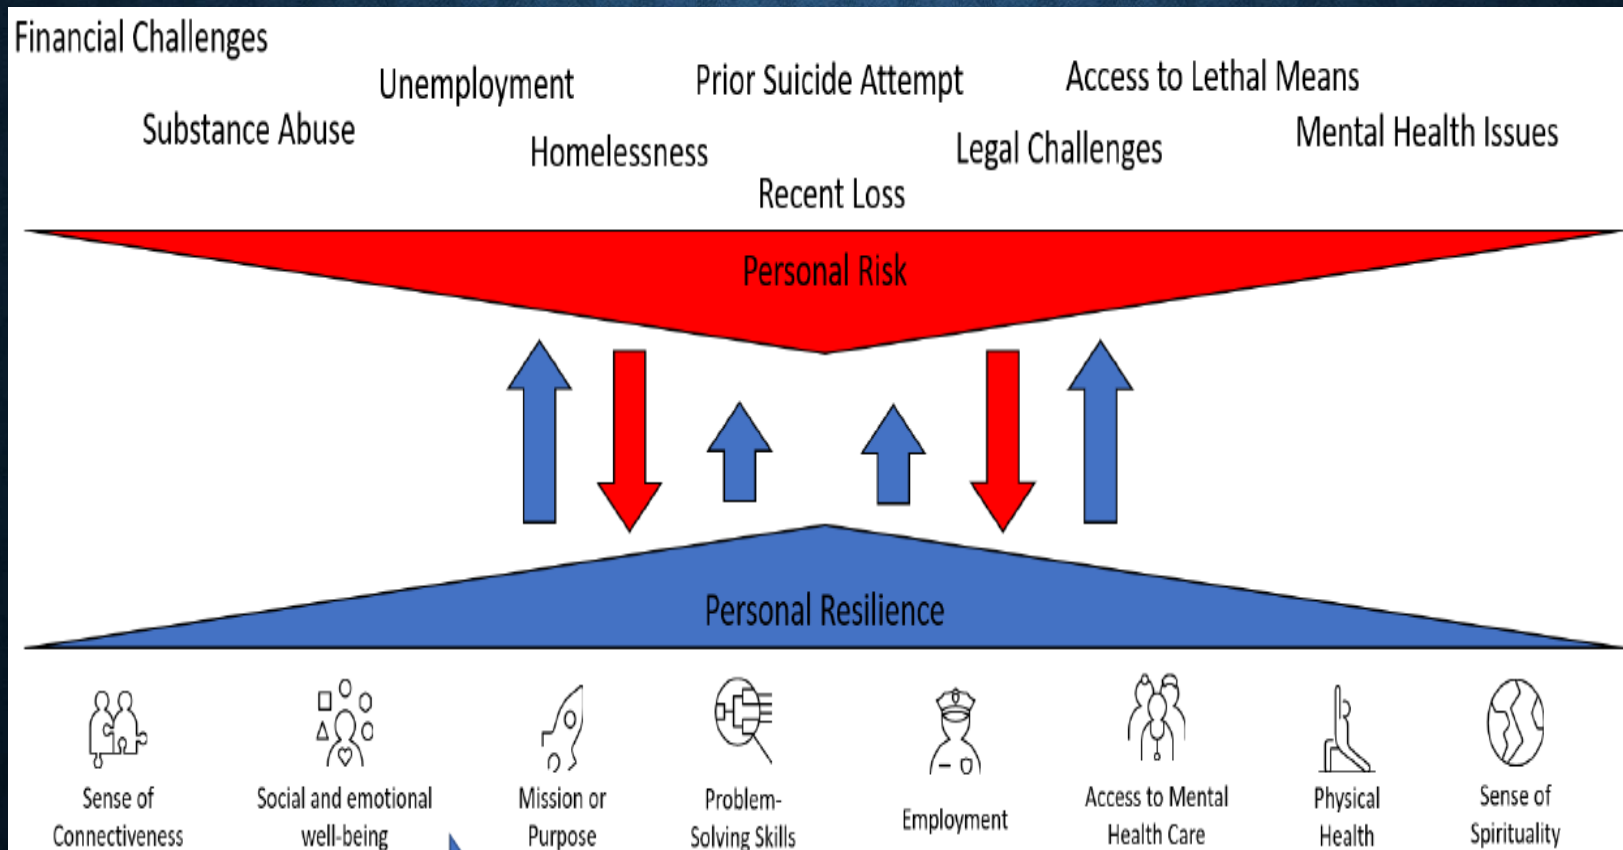 Financial Challenges
Unemployment
Prior Suicide Attempt
Access to Lethal Means
Substance Abuse
Homelessness
Legal Challenges
Mental Health Issues
Recent Loss
Personal Risk
Personal Resilience
Sense of
Connectiveness
Social and emotional
well-being
Mission or
Purpose
Problem-
Solving Skills
Employment
Access to Mental
Health Care
Physical
Health
Sense of
Spirituality